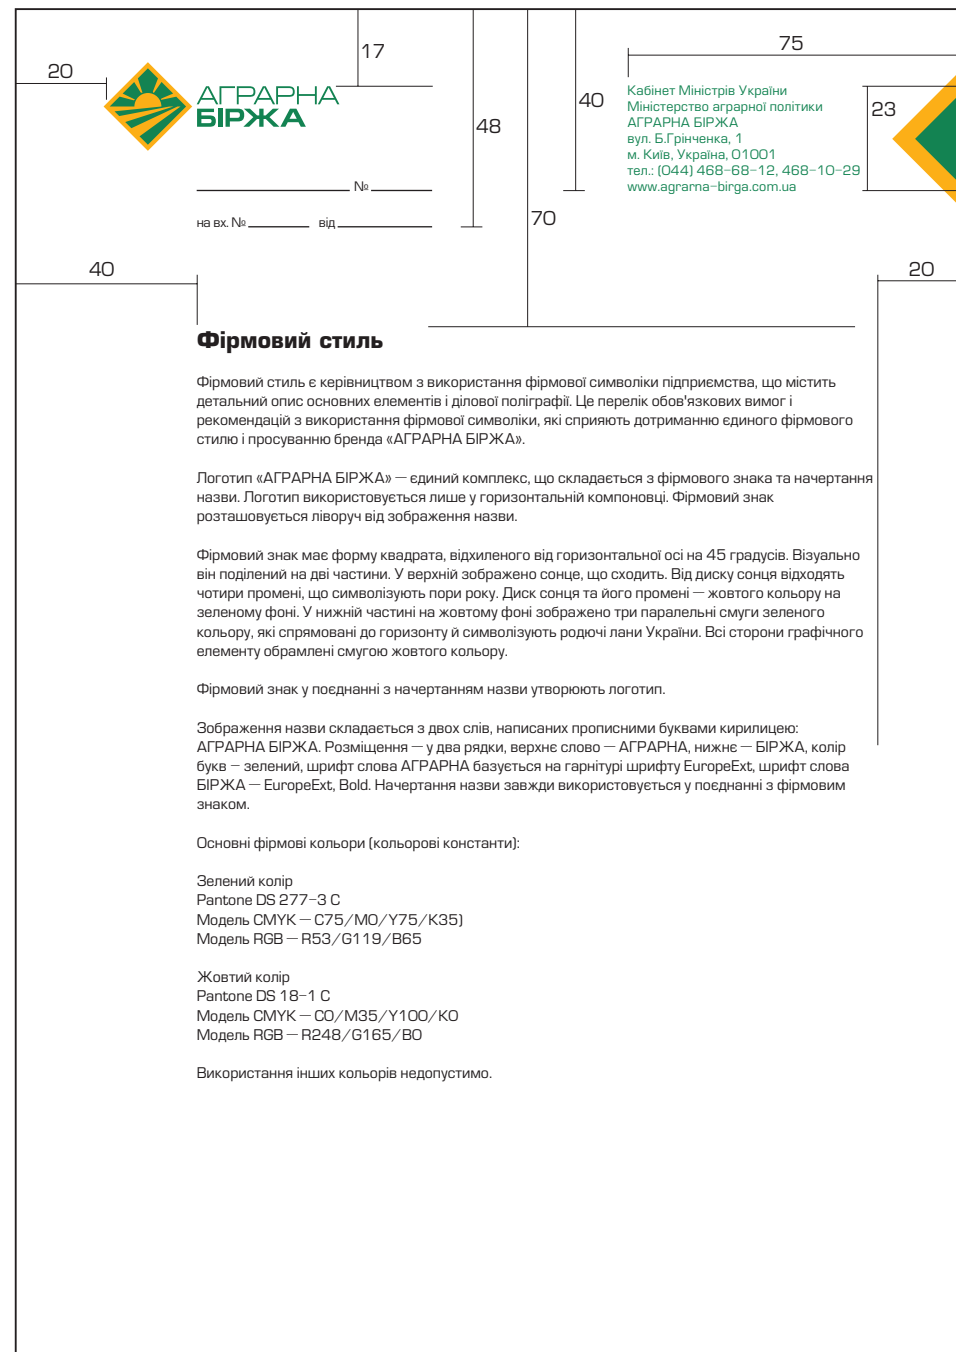 20
17
48
40
70
75
23
АГРАРНА
БІРЖА
Кабінет Міністрів України
Міністерство аграрної політики
АГРАРНА БІРЖА
вул. Б.Грінченка, 1
м. Київ, Україна, 01001
тел.: (044) 468-68-12, 468-10-29
www.agrarna-birga.com.ua
№
на вх. № від
40
20
Фірмовий стиль
Фірмовий стиль є керівництвом з використання фірмової символіки підприємства, що містить
детальний опис основних елементів і ділової поліграфії. Це перелік обов'язкових вимог і
рекомендацій з використання фірмової символіки, які сприяють дотриманню єдиного фірмового
стилю і просуванню бренда «АГРАРНА БІРЖА».
Логотип «АГРАРНА БІРЖА» — єдиний комплекс, що складається з фірмового знака та начертання
назви. Логотип використовується лише у горизонтальній компоновці. Фірмовий знак
розташовується ліворуч від зображення назви.
Фірмовий знак має форму квадрата, відхиленого від горизонтальної осі на 45 градусів. Візуально
він поділений на дві частини. У верхній зображено сонце, що сходить. Від диску сонця відходять
чотири промені, що символізують пори року. Диск сонця та його промені — жовтого кольору на
зеленому фоні. У нижній частині на жовтому фоні зображено три паралельні смуги зеленого
кольору, які спрямовані до горизонту й символізують родючі лани України. Всі сторони графічного
елементу обрамлені смугою жовтого кольору.
Фірмовий знак у поєднанні з начертанням назви утворюють логотип.
Зображення назви складається з двох слів, написаних прописними буквами кирилицею:
АГРАРНА БІРЖА. Розміщення — у два рядки, верхнє слово — АГРАРНА, нижнє — БІРЖА, колір
букв – зелений, шрифт слова АГРАРНА базується на гарнітурі шрифту EuropeExt, шрифт слова
БІРЖА — EuropeExt, Bold. Начертання назви завжди використовується у поєднанні з фірмовим
знаком.
Основні фірмові кольори (кольорові константи):
Зелений колір
Pantone DS 277-3 C
Модель CMYK — C75/M0/Y75/K35)
Модель RGB — R53/G119/B65
Жовтий колір
Pantone DS 18-1 C
Модель CMYK — C0/M35/Y100/K0
Модель RGB — R248/G165/B0
Використання інших кольорів недопустимо.